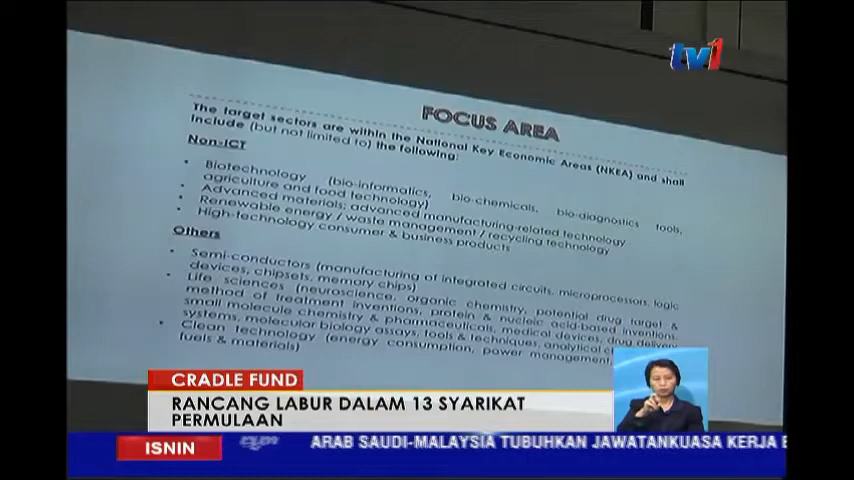 tv1
FOCUS AREA
The target sectors are within the National Key Economic Areas (NKEA) and shall
include (but not limited to) the following:
Non-ICT
• Biotechnology (bio-informatics, bio-chemicals, bio-diagnostics tools,
agriculture and food technology)
• Advanced materials; advanced manufacturing-related technology
• Renewable energy / waste management / recycling technology
• High-technology consumer & business products
Others
• Semi-conductors (manufacturing of integrated circuits, microprocessors, logic
devices, chipsets, memory chips)
• Life sciences (neuroscience, organic chemistry, potential drug target &
method of treatment inventions, protein & nucleic acid-based inventions,
small molecule chemistry & pharmaceuticals, medical devices, drug delivery
systems, molecular biology assays, tools & techniques, analytical
• Clean technology (energy consumption, power management,
fuels & materials)
CRADLE FUND
RANCANG LABUR DALAM 13 SYARIKAT
PERMULAAN
ISNIN
ARAB SAUDI-MALAYSIA TUBUHKAN JAWATANKUASA KERJA